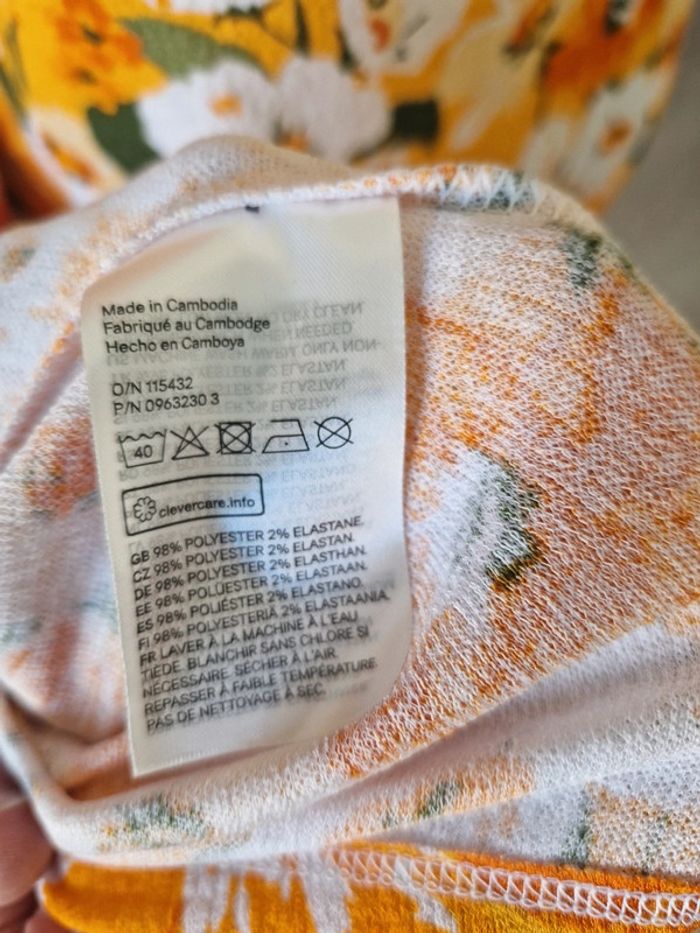 Made in Cambodia
Fabriqué au Cambodge
Hecho en Camboya
O/N 115432
P/N 0963230 3
40
clevercare.info
GB 98% POLYESTER 2% ELASTANE.
CZ 98% POLYESTER 2% ELASTAN.
DE 98% POLYESTER 2% ELASTHAN.
EE 98% POLÜESTER 2% ELASTAAN.
ES 98% POLIÉSTER 2% ELASTANO.
FI 98% POLYESTERIÄ 2% ELASTAANIA.
FR LAVER À LA MACHINE À L'EAU
TIÈDE. BLANCHIR SANS CHLORE SI
NÉCESSAIRE. SÉCHER À L'AIR.
REPASSER À FAIBLE TEMPÉRATURE.
PAS DE NETTOYAGE À SEC.